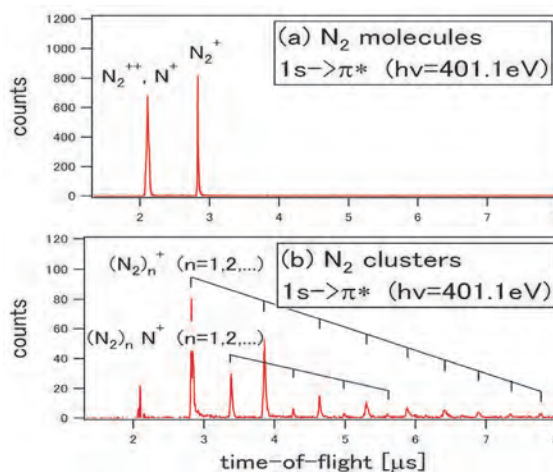 1200
1000
800
600
400
200
0
counts
N₂⁺⁺, N⁺
N₂⁺
(a) N₂ molecules
1s->π* (hν=401.1eV)
2 3 4 5 6 7 8
120
100
80
60
40
20
0
counts
(N₂)ₙ⁺ (n=1,2,...)
(N₂)ₙ N⁺ (n=1,2,...)
(b) N₂ clusters
1s->π* (hν=401.1eV)
2 3 4 5 6 7 8
time-of-flight [μs]